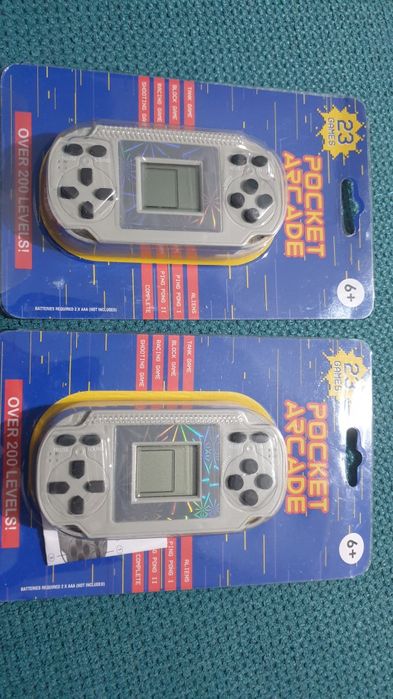 23
GAMES
POCKET
ARCADE
TANK GAME
BLOCK GAME
RACING GAME
SHOOTING GA
ALIENS
PING PONG I
PING PONG II
COMPLETE
OVER 200 LEVELS!
6+
BATTERIES REQUIRED 2 X AAA (NOT INCLUDED)
23
GAMES
POCKET
ARCADE
TANK GAME
BLOCK GAME
RACING GAME
SHOOTING GAME
ALIENS
PING PONG I
PING PONG II
COMPLETE
OVER 200 LEVELS!
6+
BATTERIES REQUIRED 2 X AAA (NOT INCLUDED)